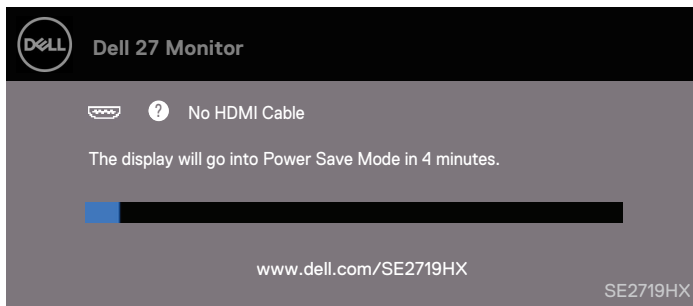 DELL
Dell 27 Monitor
? No HDMI Cable
The display will go into Power Save Mode in 4 minutes.
www.dell.com/SE2719HX
SE2719HX